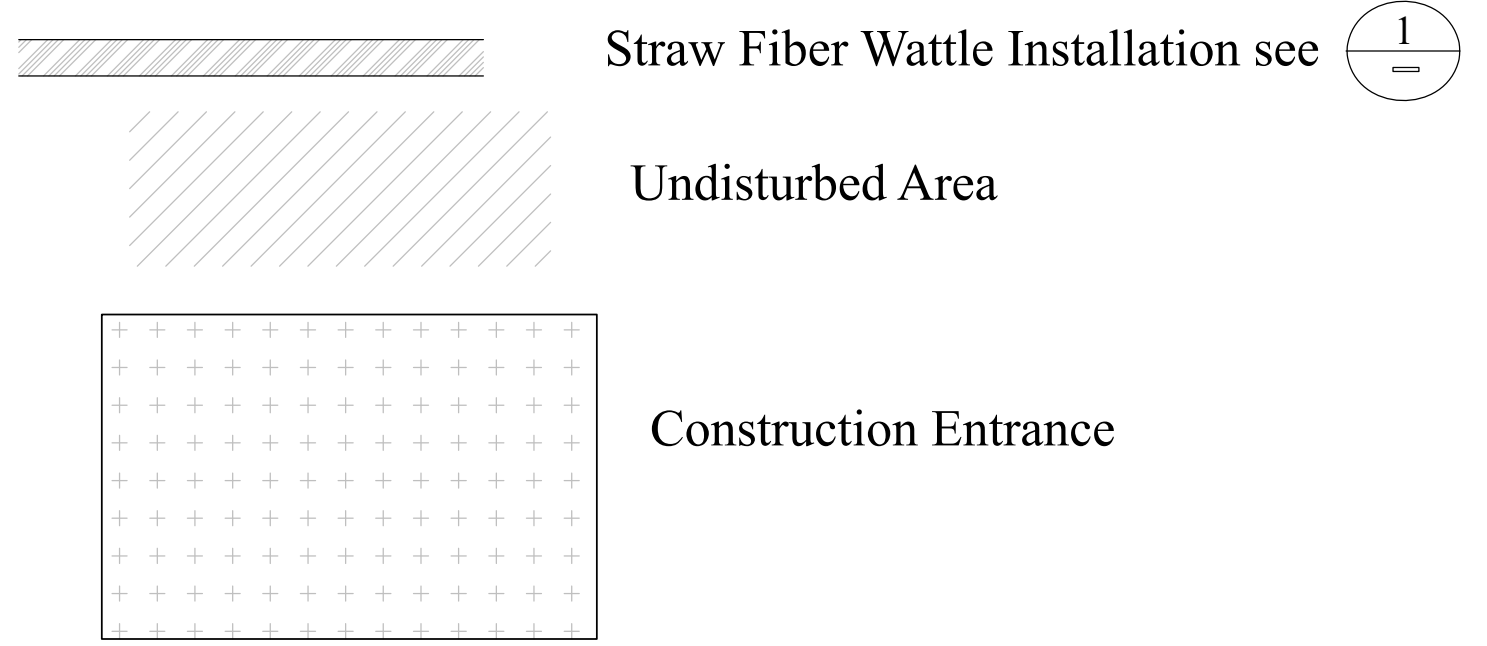 Straw Fiber Wattle Installation see
1
-
Undisturbed Area
Construction Entrance